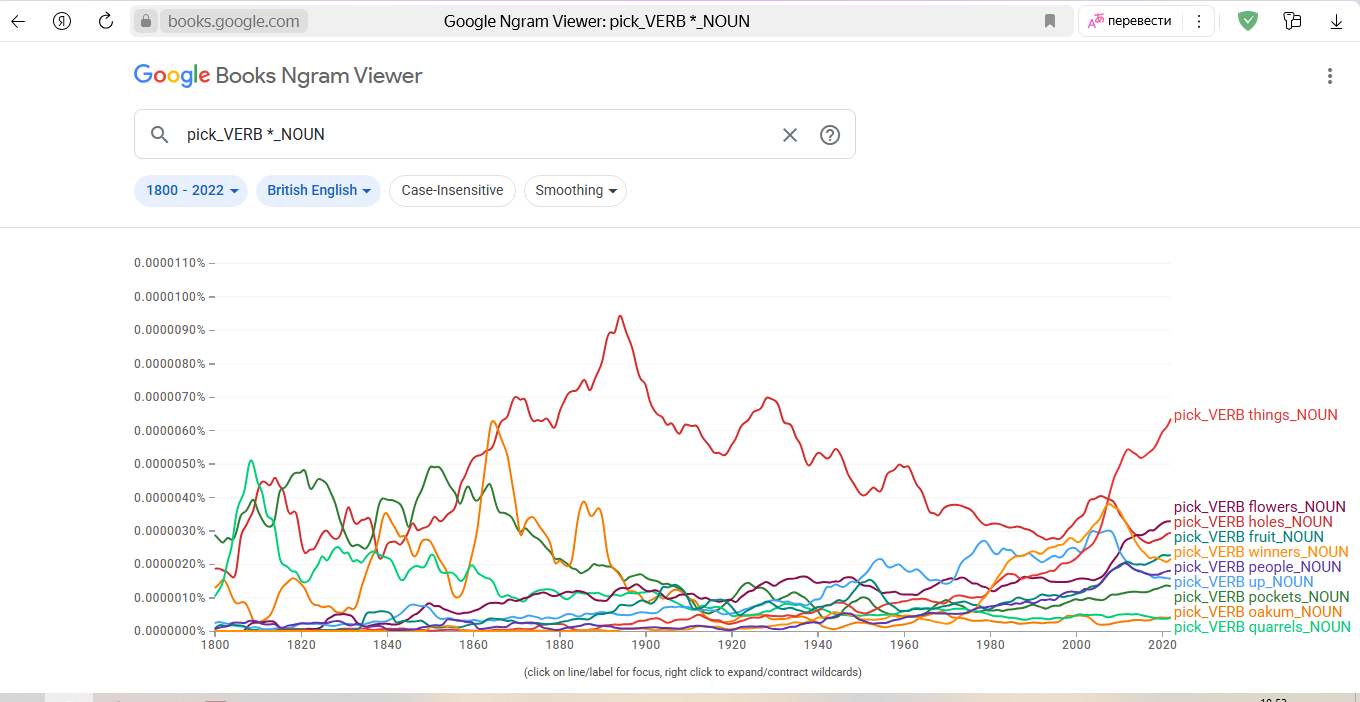 Я books.google.com Google Ngram Viewer: pick_VERB *_NOUN перевести
Google Books Ngram Viewer
pick_VERB *_NOUN
1800 - 2022 British English Case-Insensitive Smoothing
0.0000110%
0.0000100%
0.0000090%
0.0000080%
0.0000070%
0.0000060%
0.0000050%
0.0000040%
0.0000030%
0.0000020%
0.0000010%
0.0000000%
pick_VERB things_NOUN
pick_VERB flowers_NOUN
pick_VERB holes_NOUN
pick_VERB fruit_NOUN
pick_VERB winners_NOUN
pick_VERB people_NOUN
pick_VERB up_NOUN
pick_VERB pockets_NOUN
pick_VERB oakum_NOUN
pick_VERB quarrels_NOUN
1800 1820 1840 1860 1880 1900 1920 1940 1960 1980 2000 2020
(click on line/label for focus, right click to expand/contract wildcards)